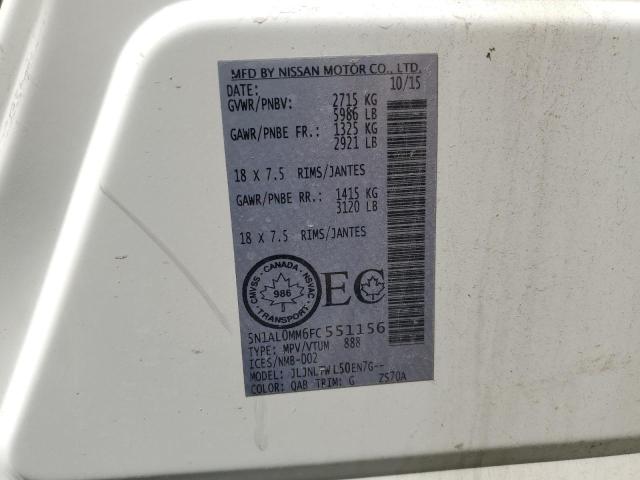 MFD BY NISSAN MOTOR CO., LTD.
DATE: 10/15
GVWR/PNBV: 2715 KG
5986 LB
GAWR/PNBE FR.: 1325 KG
2921 LB
18 X 7.5 RIMS/JANTES
GAWR/PNBE RR.: 1415 KG
3120 LB
18 X 7.5 RIMS/JANTES
CANADA
CMVSS NSVAC
986
TRANSPORT
EC
5N1AL0MM6FC551156
TYPE: MPV/VTUM 888
ICES/NMB-002
MODEL: JLJNLWWL50EN7G--
COLOR: QAB TRIM: G ZS70A